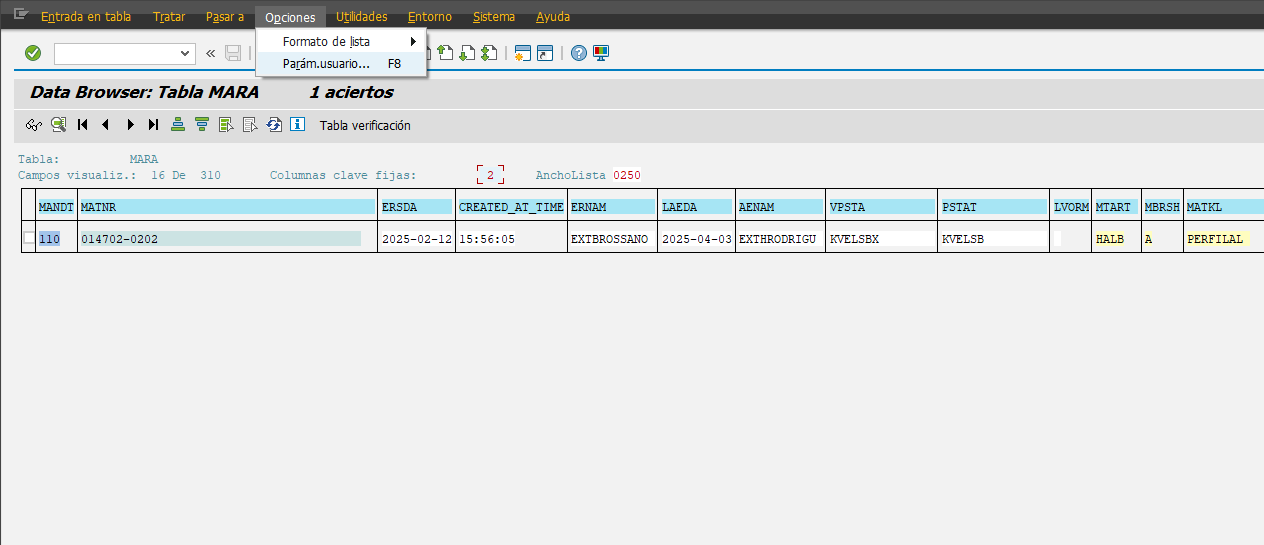 Entrada en tabla Tratar Pasar a Opciones Utilidades Entorno Sistema Ayuda
Formato de lista
Parám.usuario... F8
Data Browser: Tabla MARA 1 aciertos
Tabla verificación
Tabla: MARA
Campos visualiz.: 16 De 310 Columnas clave fijas: 2 AnchoLista 0250
MANDT MATNR ERSDA CREATED_AT_TIME ERNAM LAEDA AENAM VPSTA PSTAT LVORM MTART MBRSH MATKL
110 014702-0202 2025-02-12 15:56:05 EXTBROSSANO 2025-04-03 EXTHRODRIGU KVELSBX KVELSB HALB A PERFILAL